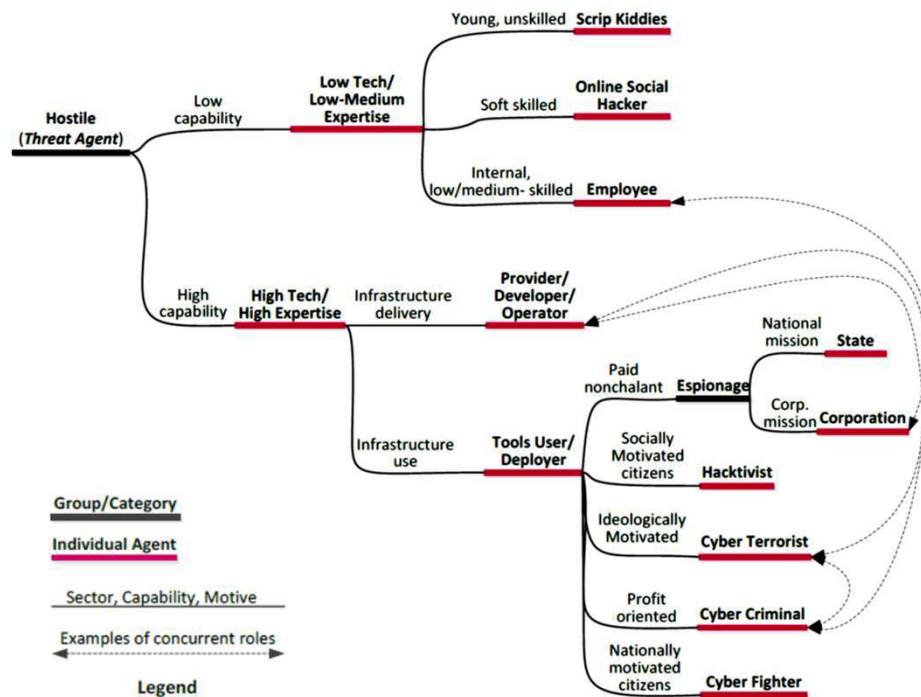 Young, unskilled
Scrip Kiddies
Low Tech/
Low-Medium
Expertise
Low
capability
Soft skilled
Online Social
Hacker
Hostile
(Threat Agent)
Internal,
low/medium- skilled
Employee
High
capability
High Tech/
High Expertise
Infrastructure
delivery
Provider/
Developer/
Operator
National
mission
State
Paid
nonchalant
Espionage
Corp.
mission
Corporation
Infrastructure
use
Tools User/
Deployer
Socially
Motivated
citizens
Hacktivist
Ideologically
Motivated
Cyber Terrorist
Profit
oriented
Cyber Criminal
Nationally
motivated
citizens
Cyber Fighter
Group/Category
Individual Agent
Sector, Capability, Motive
Examples of concurrent roles
Legend